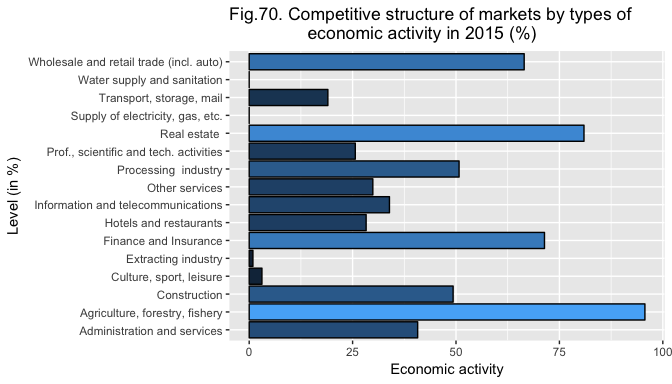 Fig.70. Competitive structure of markets by types of
economic activity in 2015 (%)
Wholesale and retail trade (incl. auto)
Water supply and sanitation
Transport, storage, mail
Supply of electricity, gas, etc.
Real estate
Prof., scientific and tech. activities
Processing  industry
Other services
Information and telecommunications
Hotels and restaurants
Finance and Insurance
Extracting industry
Culture, sport, leisure
Construction
Agriculture, forestry, fishery
Administration and services
Level (in %)
0 25 50 75 100
Economic activity